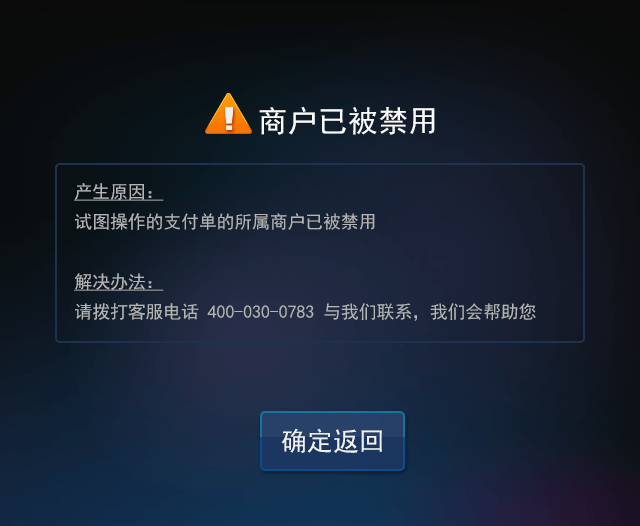 商户已被禁用
产生原因：
试图操作的支付单的所属商户已被禁用
解决办法：
请拨打客服电话 400-030-0783 与我们联系，我们会帮助您
确定返回